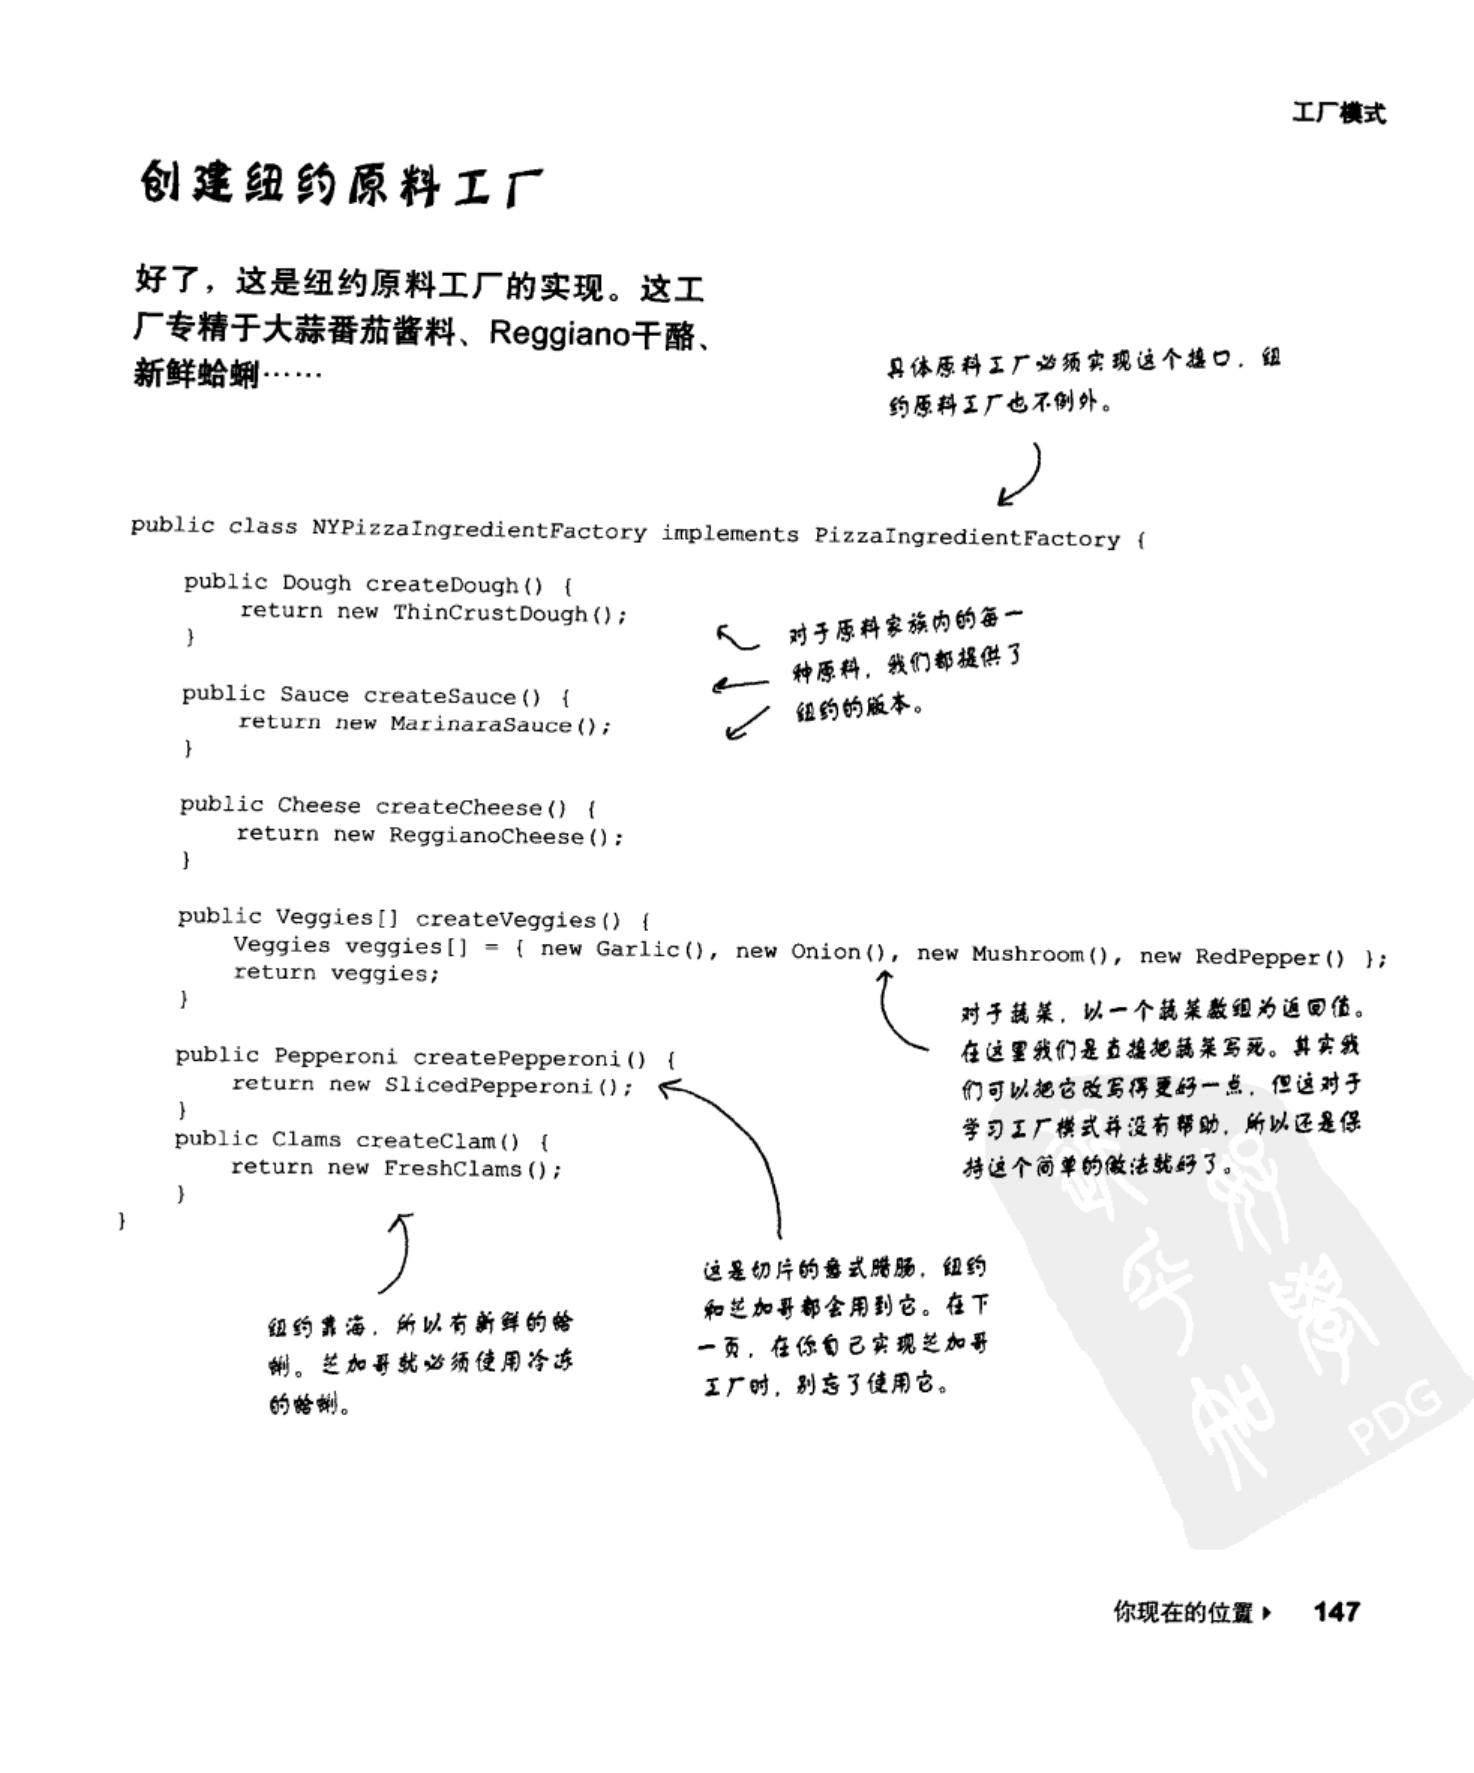 工厂模式
创建纽约原料工厂
好了，这是纽约原料工厂的实现。这工
厂专精于大蒜番茄酱料、Reggiano干酪、
新鲜蛤蜊……
具体原料工厂必须实现这个接口，纽
约原料工厂也不例外。
public class NYPizzaIngredientFactory implements PizzaIngredientFactory {
public Dough createDough() {
return new ThinCrustDough();
}
对于原料家族内的每一
种原料，我们都提供了
纽约的版本。
public Sauce createSauce() {
return new MarinaraSauce();
}
public Cheese createCheese() {
return new ReggianoCheese();
}
public Veggies[] createVeggies() {
Veggies veggies[] = { new Garlic(), new Onion(), new Mushroom(), new RedPepper() };
return veggies;
}
对于蔬菜，以一个蔬菜数组为返回值。
在这里我们是直接把蔬菜写死。其实我
们可以把它改写得更好一点，但这对于
学习工厂模式并没有帮助，所以还是保
持这个简单的做法就好了。
public Pepperoni createPepperoni() {
return new SlicedPepperoni();
}
public Clams createClam() {
return new FreshClams();
}
}
这是切片的意式腊肠，纽约
和芝加哥都会用到它。在下
一页，在你自己实现芝加哥
工厂时，别忘了使用它。
纽约靠海，所以有新鲜的蛤
蜊。芝加哥就必须使用冷冻
的蛤蜊。
PDG
你现在的位置 147